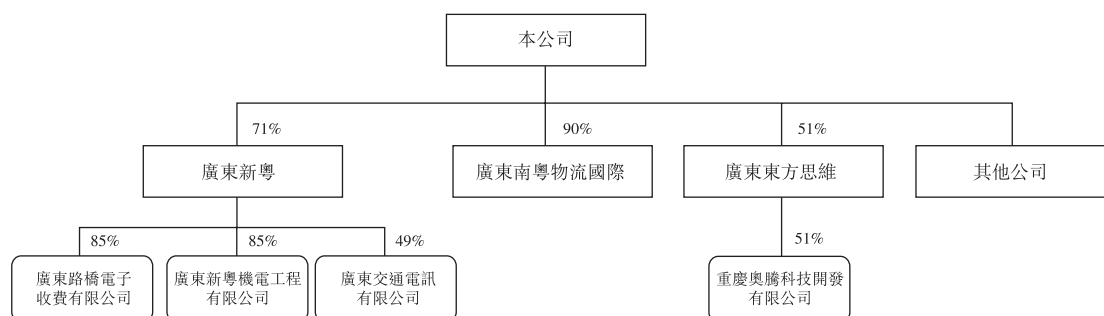 本公司
71%
90%
51%
廣東新粵
廣東南粵物流國際
廣東東方思維
其他公司
85%
85%
49%
51%
廣東路橋電子
收費有限公司
廣東新粵機電工程
有限公司
廣東交通電訊
有限公司
重慶奧騰科技開發
有限公司